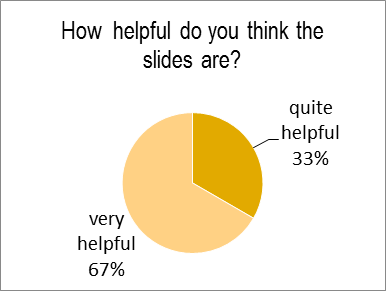 How helpful do you think the
slides are?
quite
helpful
33%
very
helpful
67%